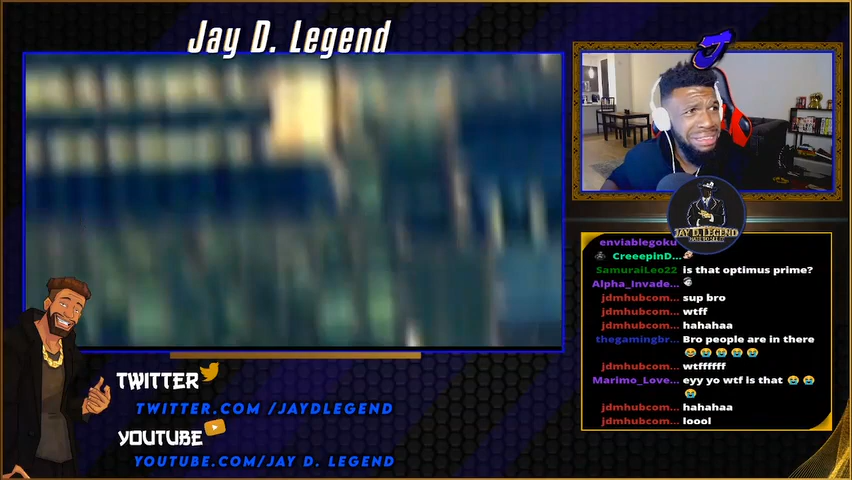 Jay D. Legend
J
JAY D. LEGEND
enviablegoku
CreeepinD...
SamuraiLeo22 is that optimus prime?
Alpha_Invade...
jdmhubcom... sup bro
jdmhubcom... wtff
jdmhubcom... hahahaa
thegamingbr... Bro people are in there
jdmhubcom... wtffffff
Marimo_Love... eyy yo wtf is that
jdmhubcom... hahahaa
jdmhubcom... loool
TWITTER
TWITTER.COM /JAYDLEGEND
YOUTUBE
YOUTUBE.COM/JAY D. LEGEND